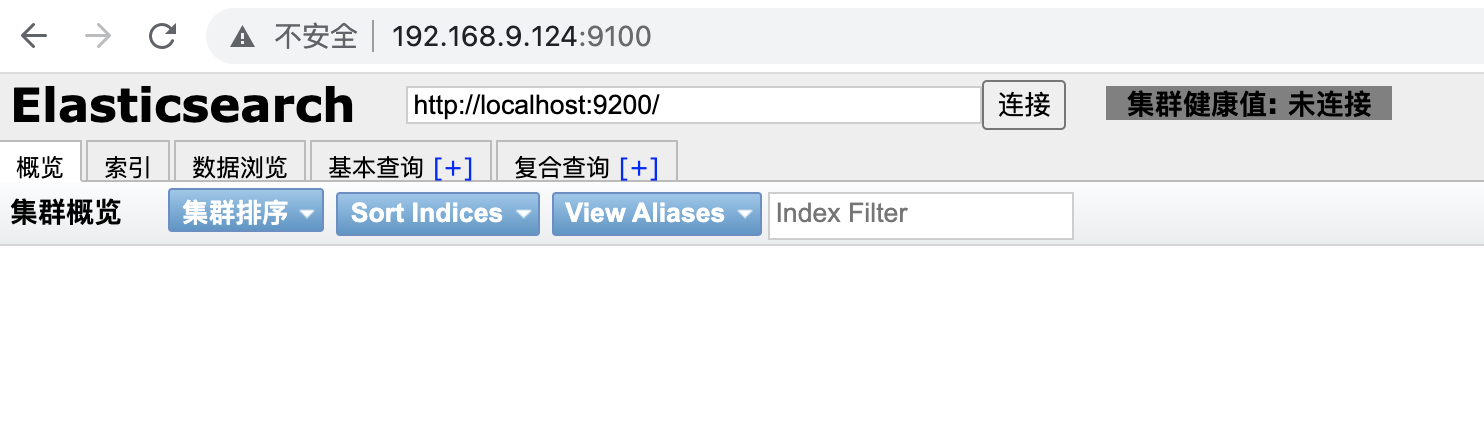 不安全 192.168.9.124:9100
Elasticsearch http://localhost:9200/ 连接 集群健康值: 未连接
概览 索引 数据浏览 基本查询 [+] 复合查询 [+]
集群概览 集群排序 Sort Indices View Aliases Index Filter